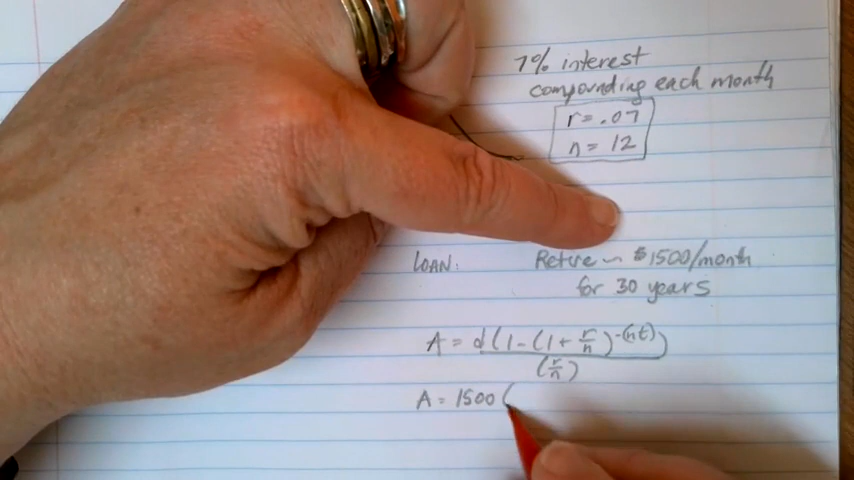 7% interest
compounding each month
r = .07
n = 12
LOAN: Retire ~ $1500/month
for 30 years
A = d(1-(1+r/n)^-(nt))/(r/n)
A = 1500 (